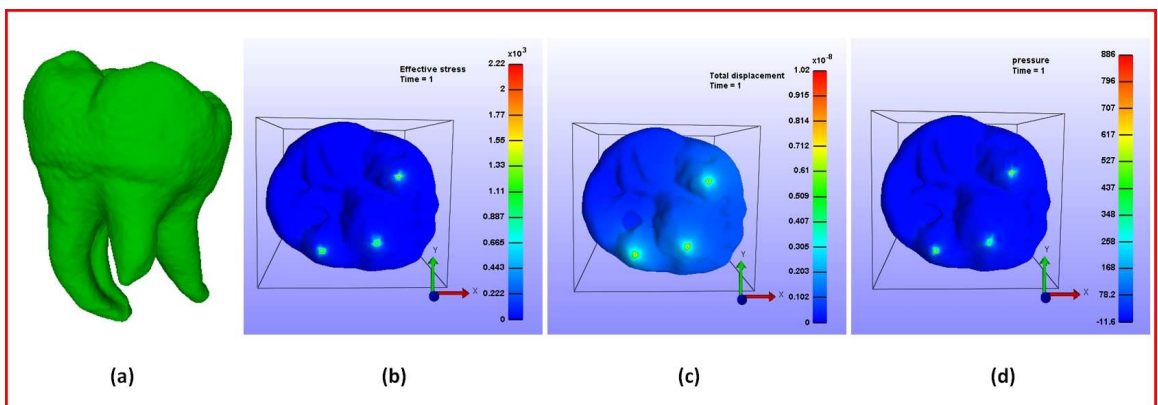 Effective stress
Time = 1
x10³
2.22
2
1.77
1.55
1.33
1.11
0.887
0.665
0.443
0.222
0
Y
X
Total displacement
Time = 1
x10⁻⁸
1.02
0.915
0.814
0.712
0.61
0.509
0.407
0.305
0.203
0.102
0
Y
X
pressure
Time = 1
886
796
707
617
527
437
348
258
168
78.2
-11.6
Y
X
(a)
(b)
(c)
(d)